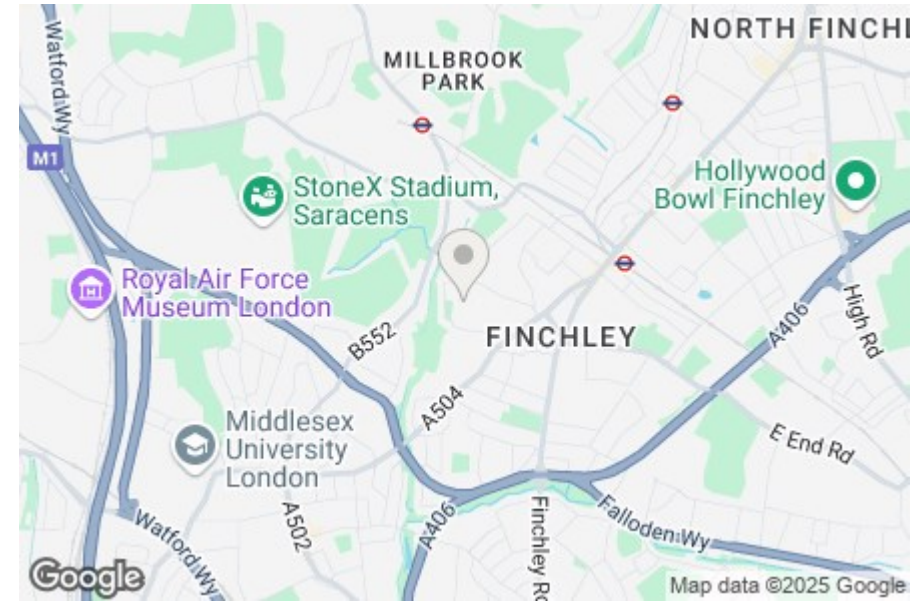 NORTH FINCHL
MILLBROOK
PARK
Watford Wy
M1
StoneX Stadium,
Saracens
Hollywood
Bowl Finchley
Royal Air Force
Museum London
B552
FINCHLEY
A406
High Rd
A504
Middlesex
University
London
E End Rd
A502
Watford Wy
A406
Finchley Ro
Falloden Wy
Google
Map data ©2025 Google